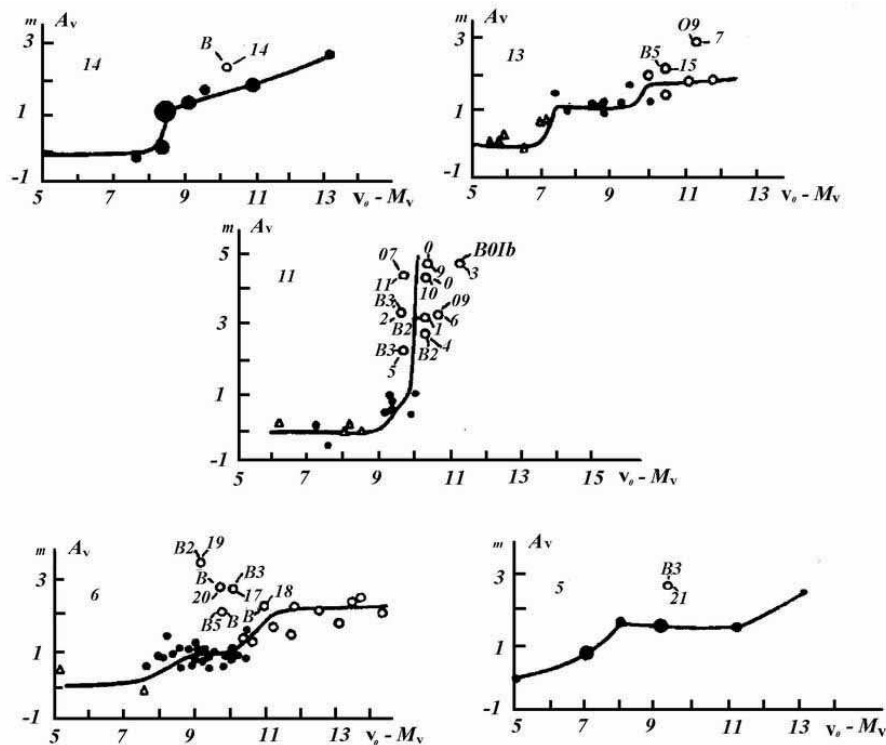 m Av
3
1
-1
14
B 14
5 7 9 11 13 v₀ - Mv
m Av
3
1
-1
13
O9 7
B5 15
5 7 9 11 13 v₀ - Mv
m Av
5
3
1
-1
11
07 11
0 9
0 10
B0Ib 3
B3 2
B2 1
09 6
B2 4
B3 5
5 7 9 11 13 15 v₀ - Mv
m Av
3
1
-1
6
B2 19
B 20
B3 17
B5 B
B 18
5 7 9 11 13 v₀ - Mv
m Av
3
1
-1
5
B3
21
5 7 9 11 13 v₀ - Mv